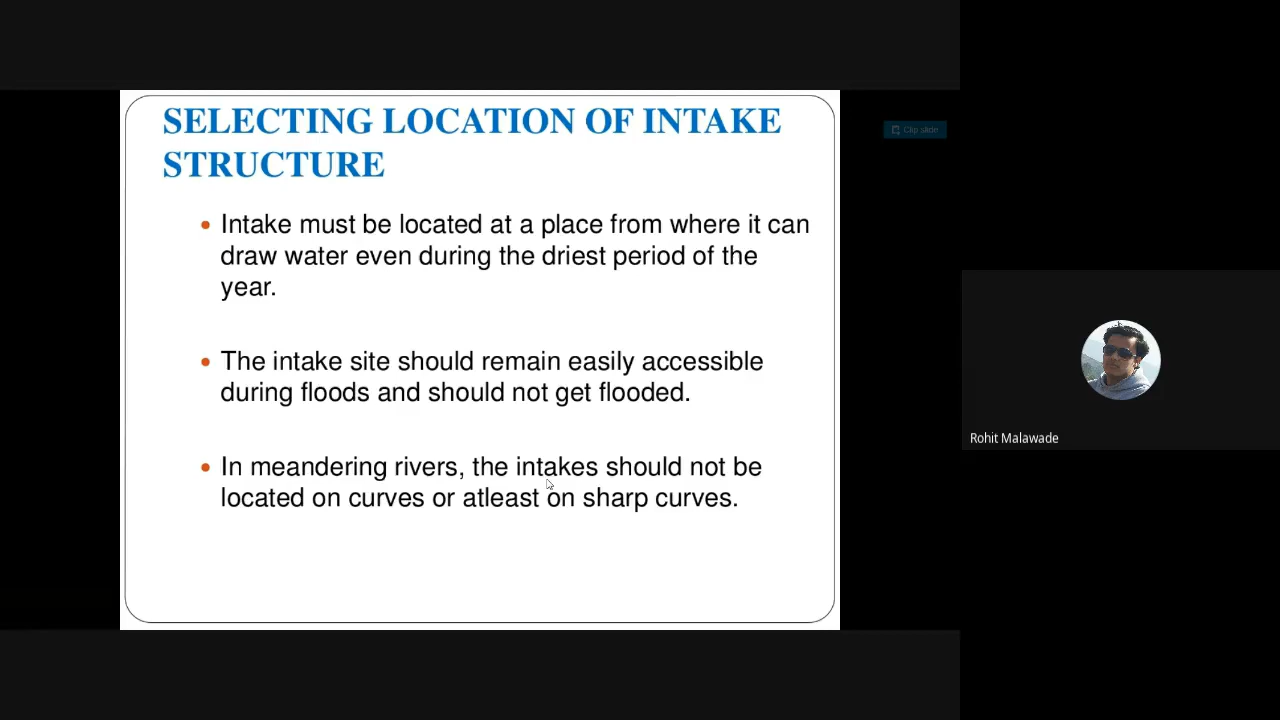 SELECTING LOCATION OF INTAKE
STRUCTURE
Clip slide
• Intake must be located at a place from where it can
draw water even during the driest period of the
year.
• The intake site should remain easily accessible
during floods and should not get flooded.
• In meandering rivers, the intakes should not be
located on curves or atleast on sharp curves.
Rohit Malawade